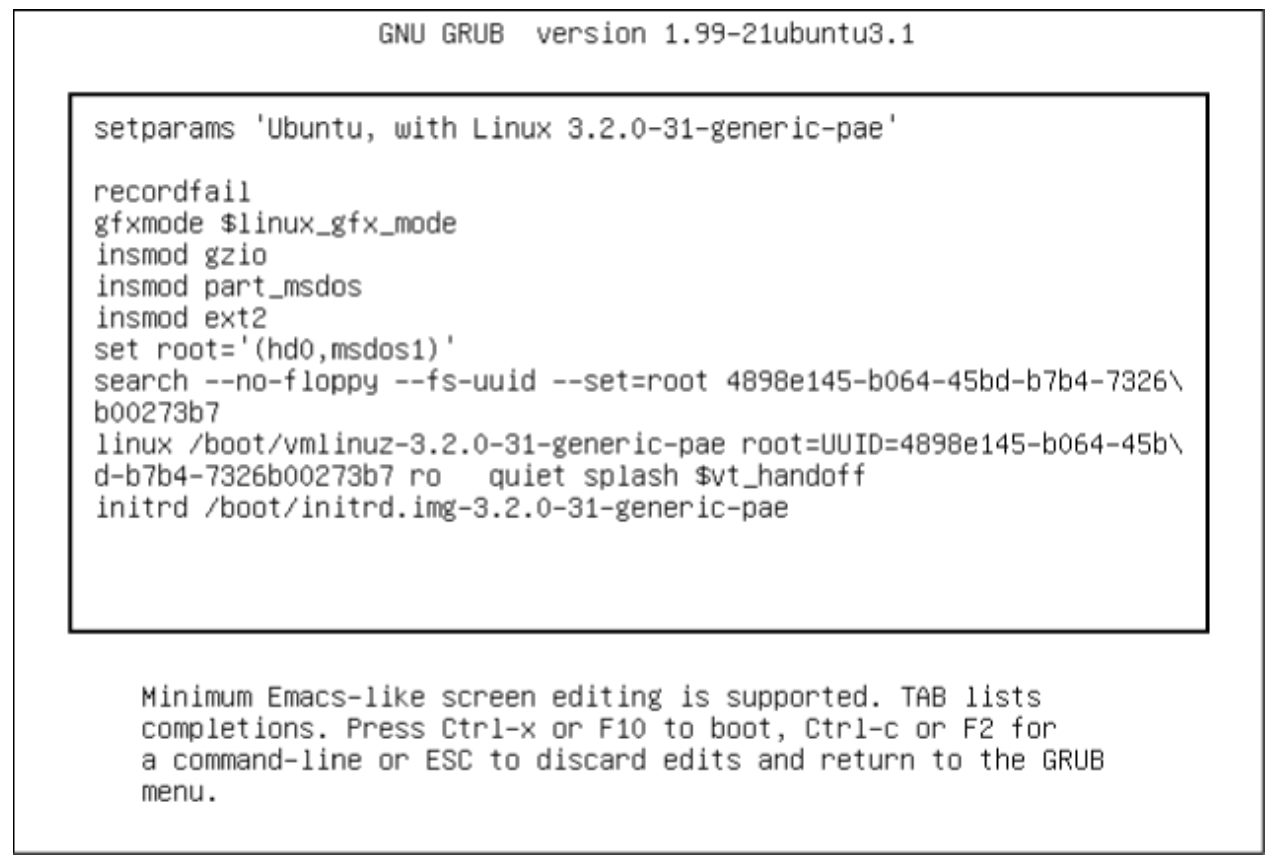 GNU GRUB  version 1.99-21ubuntu3.1
setparams 'Ubuntu, with Linux 3.2.0-31-generic-pae'
recordfail
gfxmode $linux_gfx_mode
insmod gzio
insmod part_msdos
insmod ext2
set root='(hd0,msdos1)'
search --no-floppy --fs-uuid --set=root 4898e145-b064-45bd-b7b4-7326\
b00273b7
linux /boot/vmlinuz-3.2.0-31-generic-pae root=UUID=4898e145-b064-45b\
d-b7b4-7326b00273b7 ro   quiet splash $vt_handoff
initrd /boot/initrd.img-3.2.0-31-generic-pae
Minimum Emacs-like screen editing is supported. TAB lists
completions. Press Ctrl-x or F10 to boot, Ctrl-c or F2 for
a command-line or ESC to discard edits and return to the GRUB
menu.